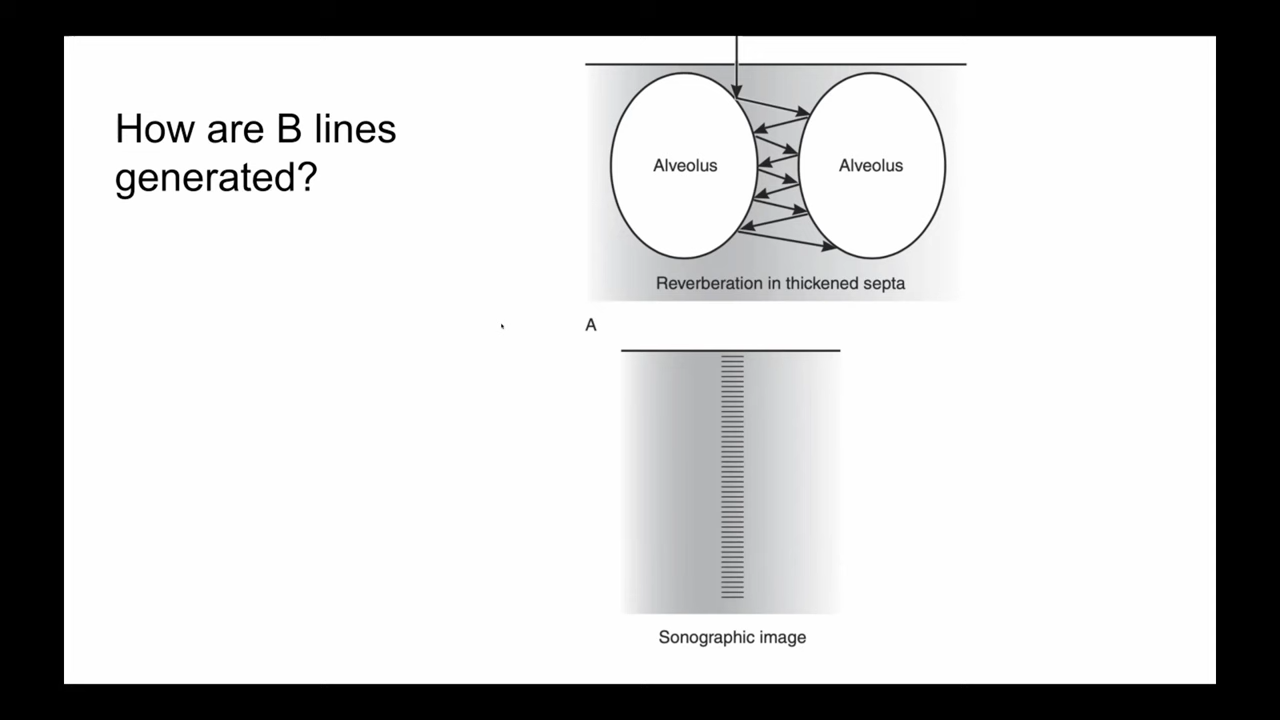 How are B lines
generated?
Alveolus Alveolus
Reverberation in thickened septa
A
Sonographic image